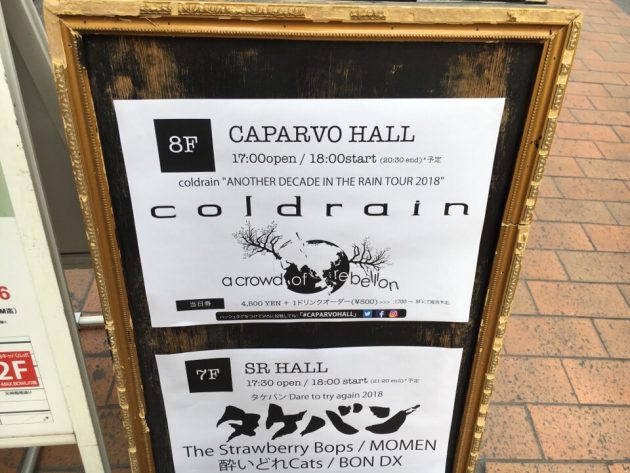 8F
CAPARVO HALL
17:00open / 18:00start (20:30 end)*予定
coldrain "ANOTHER DECADE IN THE RAIN TOUR 2018"
coldrain
a crowd of rebellion
当日券 4,800 YEN + 1ドリンクオーダー(¥500) >>>
「#CAPARVOHALL」
7F
SR HALL
17:30 open / 18:00 start (21:20 end)*予定
タケバン Dare to try again 2018
タケバン
The Strawberry Bops / MOMEN
酔いどれCats / BON DX
2F